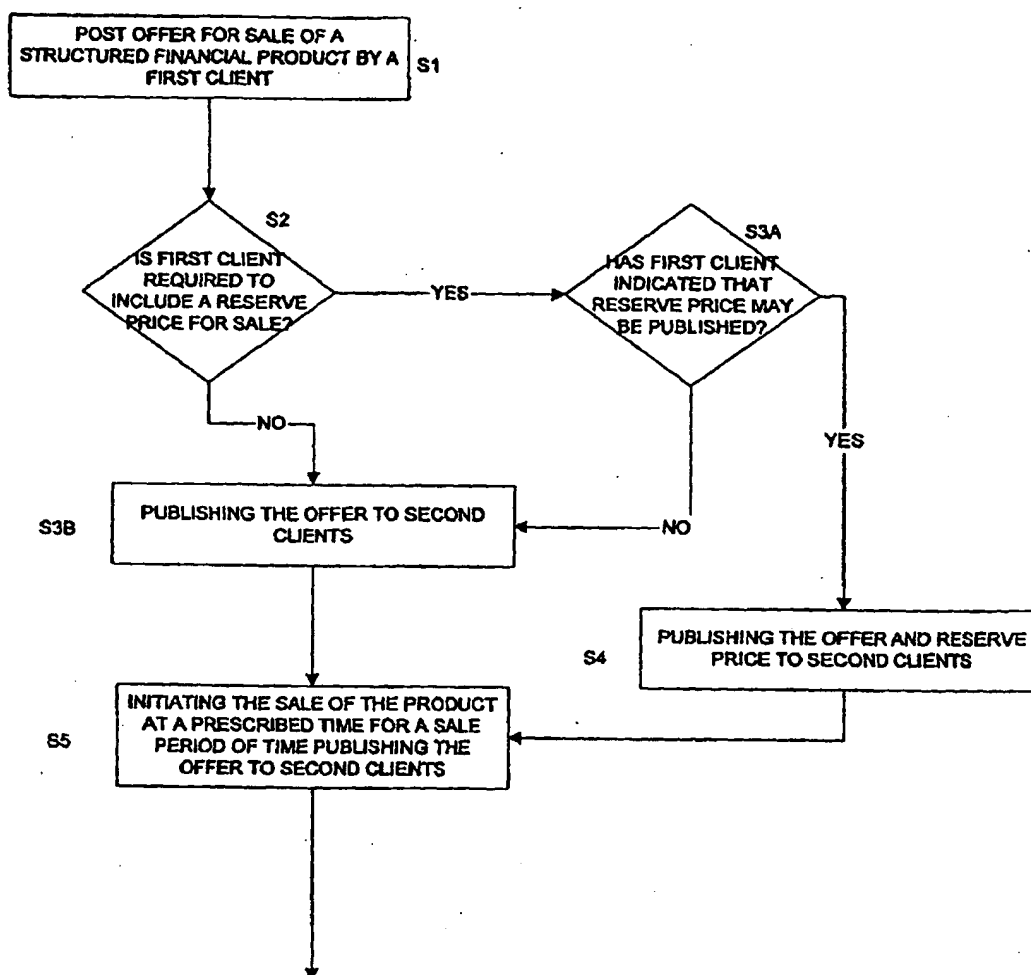 POST OFFER FOR SALE OF A
STRUCTURED FINANCIAL PRODUCT BY A
FIRST CLIENT
S1
S2
IS FIRST CLIENT
REQUIRED TO
INCLUDE A RESERVE
PRICE FOR SALE?
YES
S3A
HAS FIRST CLIENT
INDICATED THAT
RESERVE PRICE MAY
BE PUBLISHED?
NO
YES
S3B
PUBLISHING THE OFFER TO SECOND
CLIENTS
NO
S4
PUBLISHING THE OFFER AND RESERVE
PRICE TO SECOND CLIENTS
S5
INITIATING THE SALE OF THE PRODUCT
AT A PRESCRIBED TIME FOR A SALE
PERIOD OF TIME PUBLISHING THE
OFFER TO SECOND CLIENTS